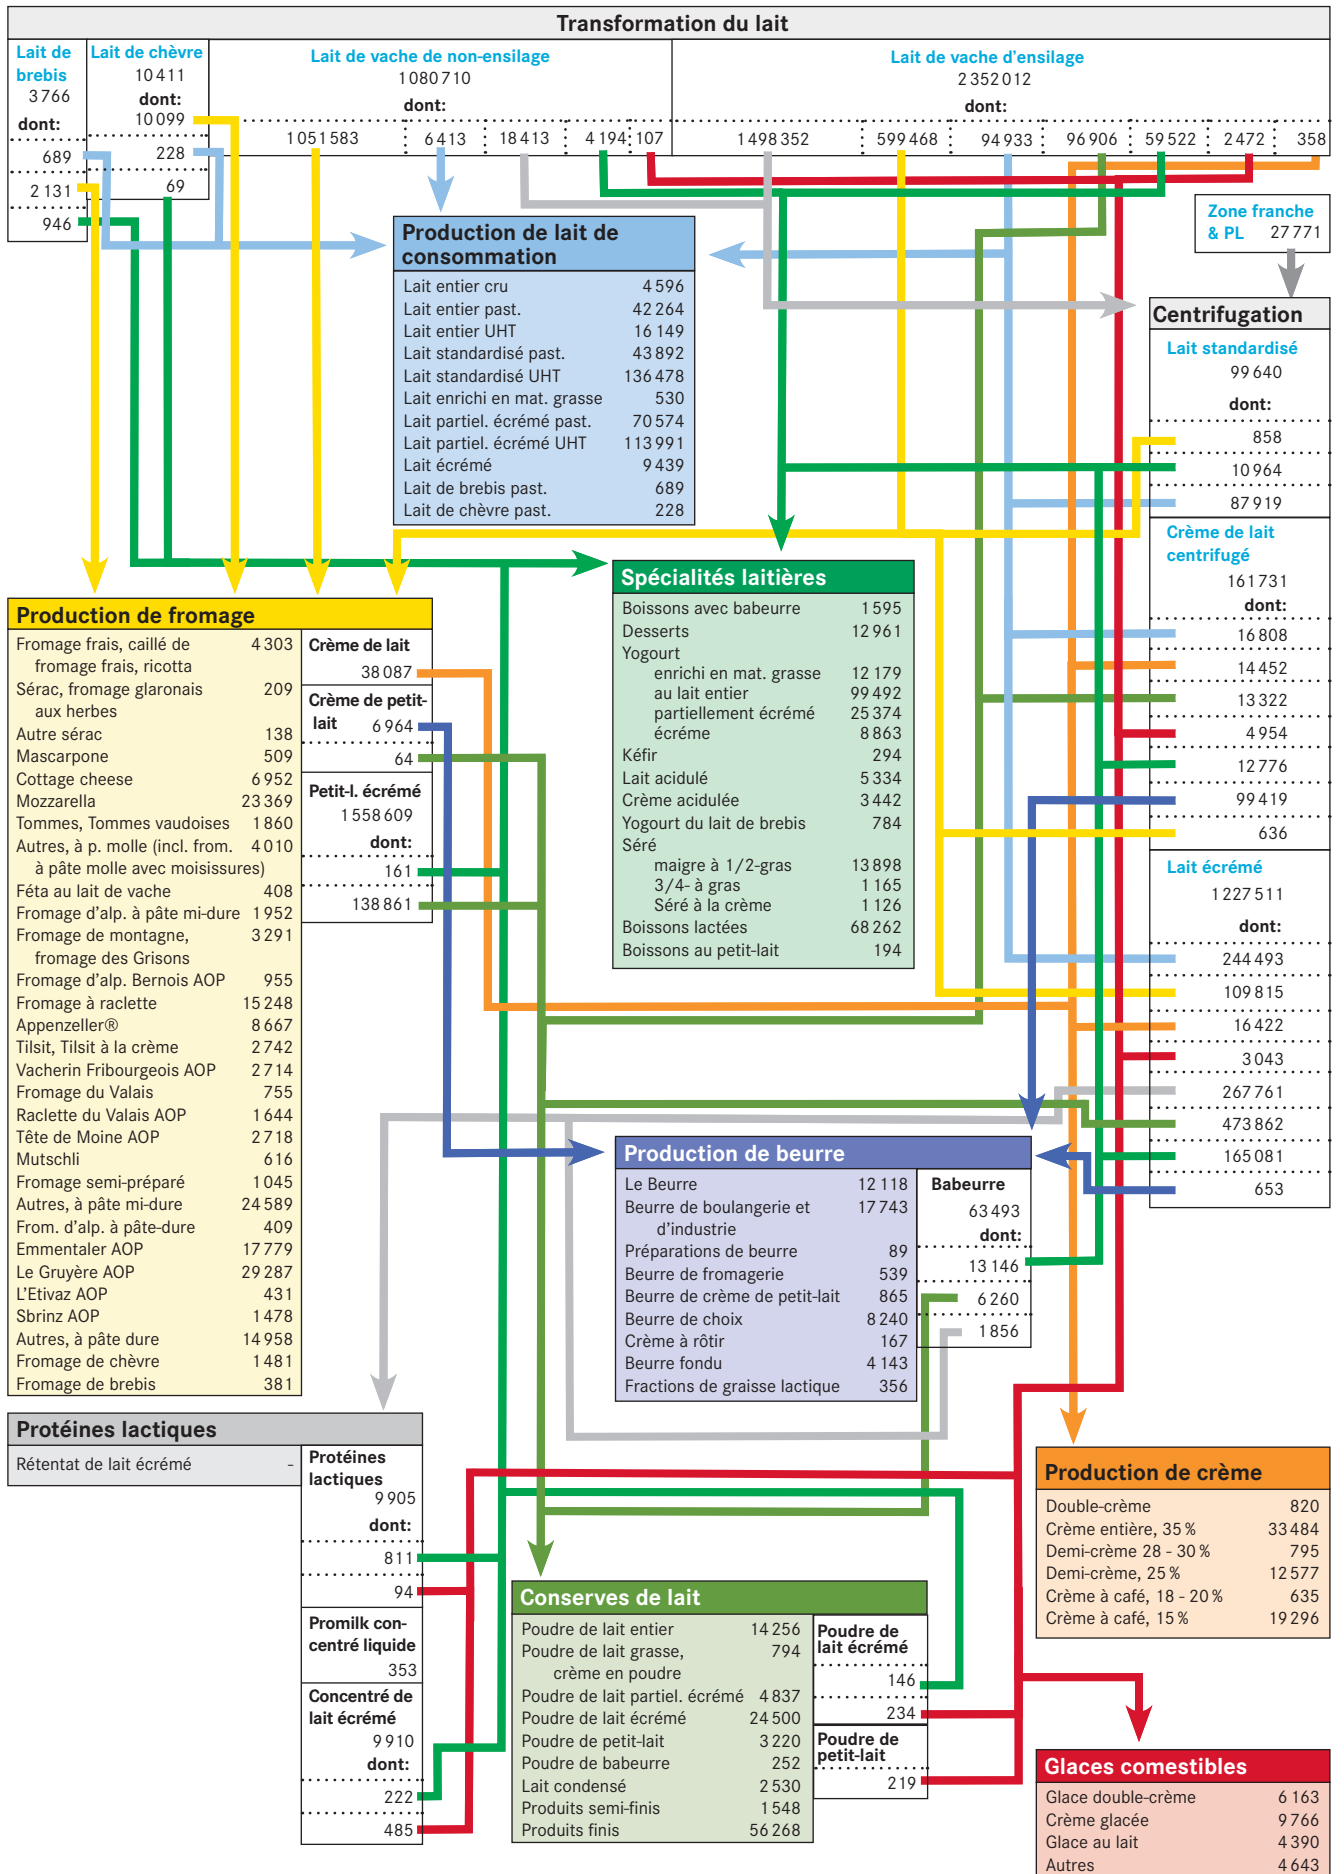 Transformation du lait
Lait de
brebis
3 766
dont:
689
2 131
946
Lait de chèvre
10 411
dont:
10 099
228
69
Lait de vache de non-ensilage
1 080 710
dont:
1 051 583 6 413 18 413 4 194 107
Lait de vache d'ensilage
2 352 012
dont:
1 498 352 599 468 94 933 96 906 59 522 2 472 358
Zone franche
& PL 27 771
Production de lait de
consommation
Lait entier cru 4 596
Lait entier past. 42 264
Lait entier UHT 16 149
Lait standardisé past. 43 892
Lait standardisé UHT 136 478
Lait enrichi en mat. grasse 530
Lait partiel. écrémé past. 70 574
Lait partiel. écrémé UHT 113 991
Lait écrémé 9 439
Lait de brebis past. 689
Lait de chèvre past. 228
Centrifugation
Lait standardisé
99 640
dont:
858
10 964
87 919
Crème de lait
centrifugé
161 731
dont:
16 808
14 452
13 322
4 954
12 776
99 419
636
Lait écrémé
1 227 511
dont:
244 493
109 815
16 422
3 043
267 761
473 862
165 081
653
Spécialités laitières
Boissons avec babeurre 1 595
Desserts 12 961
Yogourt
enrichi en mat. grasse 12 179
au lait entier 99 492
partiellement écrémé 25 374
écréme 8 863
Kéfir 294
Lait acidulé 5 334
Crème acidulée 3 442
Yogourt du lait de brebis 784
Séré
maigre à 1/2-gras 13 898
3/4- à gras 1 165
Séré à la crème 1 126
Boissons lactées 68 262
Boissons au petit-lait 194
Production de fromage
Fromage frais, caillé de 4 303
fromage frais, ricotta
Sérac, fromage glaronais 209
aux herbes
Autre sérac 138
Mascarpone 509
Cottage cheese 6 952
Mozzarella 23 369
Tommes, Tommes vaudoises 1 860
Autres, à p. molle (incl. from. 4 010
à pâte molle avec moisissures)
Féta au lait de vache 408
Fromage d'alp. à pâte mi-dure 1 952
Fromage de montagne, 3 291
fromage des Grisons
Fromage d'alp. Bernois AOP 955
Fromage à raclette 15 248
Appenzeller® 8 667
Tilsit, Tilsit à la crème 2 742
Vacherin Fribourgeois AOP 2 714
Fromage du Valais 755
Raclette du Valais AOP 1 644
Tête de Moine AOP 2 718
Mutschli 616
Fromage semi-préparé 1 045
Autres, à pâte mi-dure 24 589
From. d'alp. à pâte-dure 409
Emmentaler AOP 17 779
Le Gruyère AOP 29 287
L'Etivaz AOP 431
Sbrinz AOP 1 478
Autres, à pâte dure 14 958
Fromage de chèvre 1 481
Fromage de brebis 381
Crème de lait
38 087
Crème de petit-
lait 6 964
64
Petit-l. écrémé
1 558 609
dont:
161
138 861
Production de beurre
Le Beurre 12 118
Beurre de boulangerie et 17 743
d'industrie
Préparations de beurre 89
Beurre de fromagerie 539
Beurre de crème de petit-lait 865
Beurre de choix 8 240
Crème à rôtir 167
Beurre fondu 4 143
Fractions de graisse lactique 356
Babeurre
63 493
dont:
13 146
6 260
1 856
Protéines lactiques
Rétentat de lait écrémé -
Protéines
lactiques
9 905
dont:
811
94
Promilk con-
centré liquide
353
Concentré de
lait écrémé
9 910
dont:
222
485
Conserves de lait
Poudre de lait entier 14 256
Poudre de lait grasse, 794
crème en poudre
Poudre de lait partiel. écrémé 4 837
Poudre de lait écrémé 24 500
Poudre de petit-lait 3 220
Poudre de babeurre 252
Lait condensé 2 530
Produits semi-finis 1 548
Produits finis 56 268
Poudre de
lait écrémé
146
234
Poudre de
petit-lait
219
Production de crème
Double-crème 820
Crème entière, 35 % 33 484
Demi-crème 28 - 30 % 795
Demi-crème, 25 % 12 577
Crème à café, 18 - 20 % 635
Crème à café, 15 % 19 296
Glaces comestibles
Glace double-crème 6 163
Crème glacée 9 766
Glace au lait 4 390
Autres 4 643